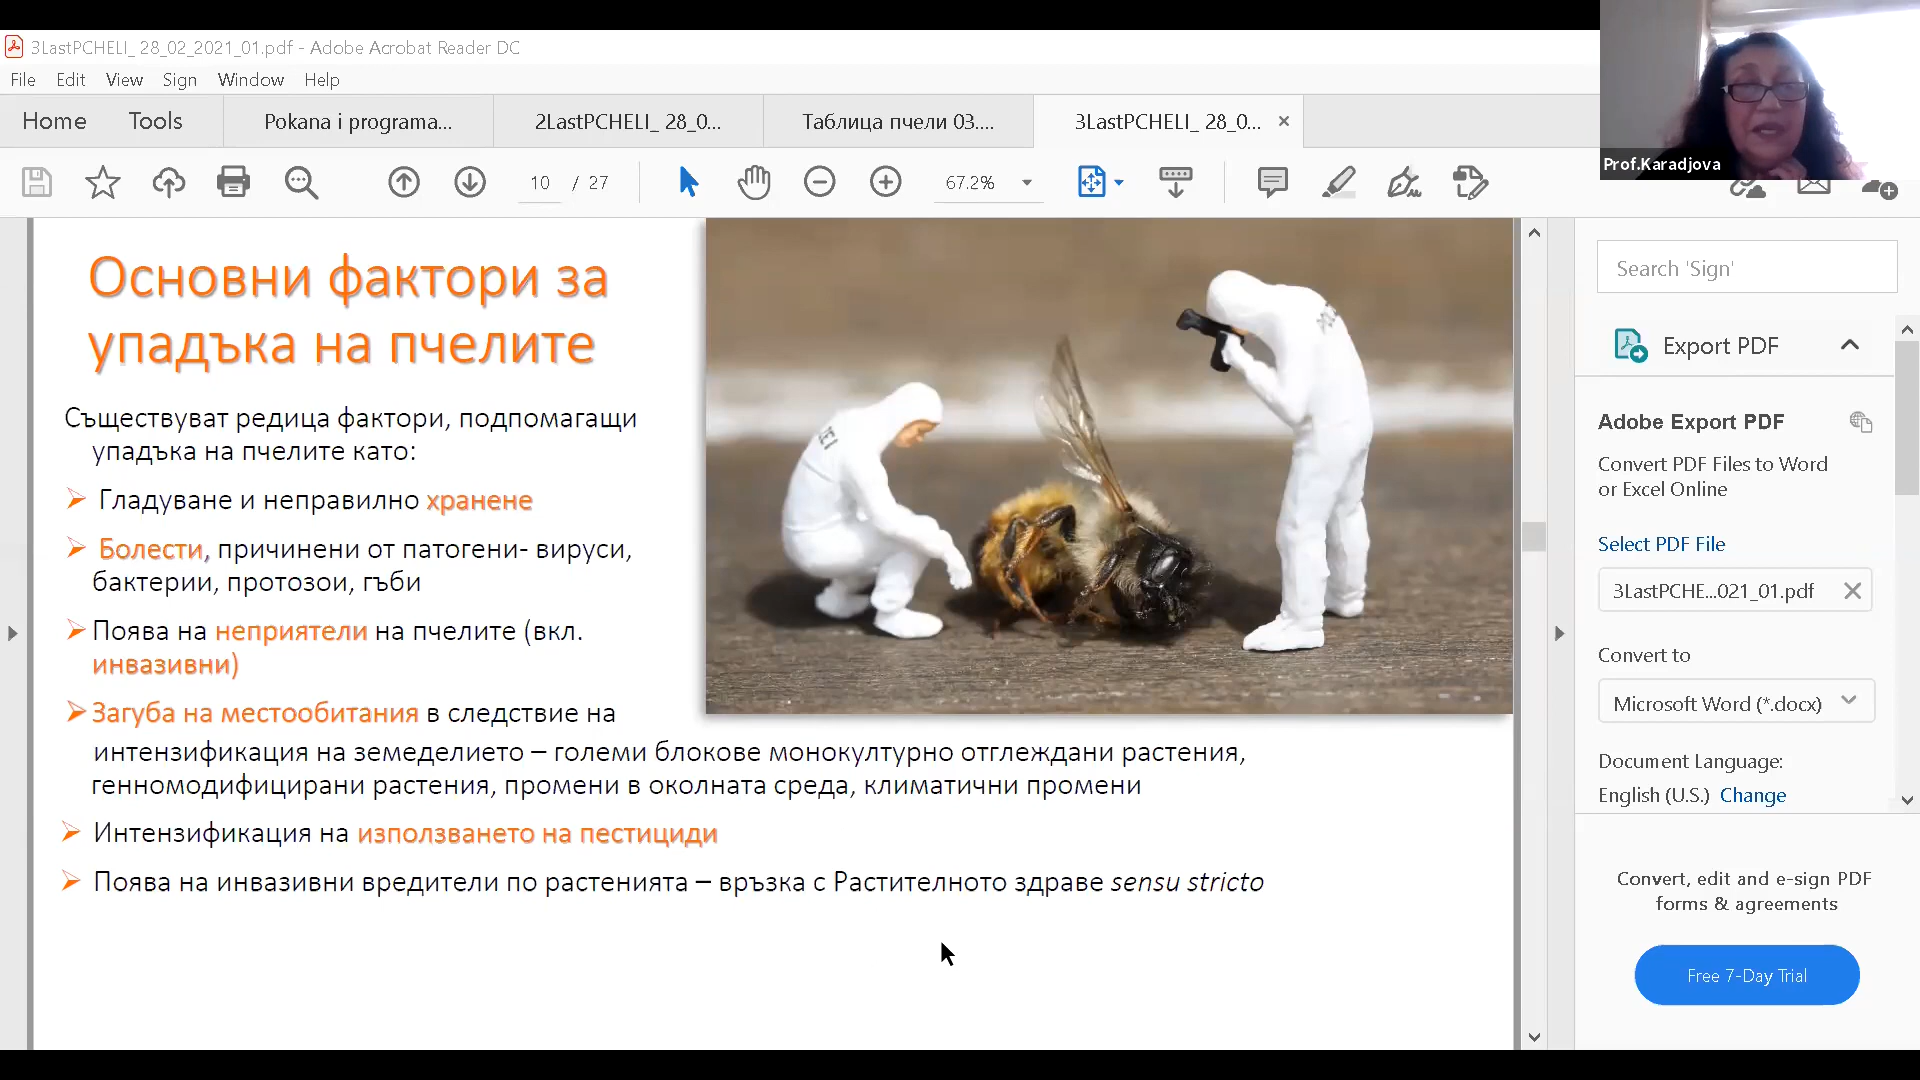 3LastPCHELI_ 28_02_2021_01.pdf - Adobe Acrobat Reader DC
File Edit View Sign Window Help
Home Tools Pokana i programa... 2LastPCHELI_ 28_0... Таблица пчели 03.... 3LastPCHELI_ 28_0...
Prof.Karadjova
10 / 27 67.2%
Основни фактори за
упадъка на пчелите
Съществуват редица фактори, подпомагащи
упадъка на пчелите като:
Гладуване и неправилно хранене
Болести, причинени от патогени- вируси,
бактерии, протозои, гъби
Поява на неприятели на пчелите (вкл.
инвазивни)
Загуба на местообитания в следствие на
интензификация на земеделието – големи блокове монокултурно отглеждани растения,
генномодифицирани растения, промени в околната среда, климатични промени
Интензификация на използването на пестициди
Поява на инвазивни вредители по растенията – връзка с Растителното здраве sensu stricto
Search 'Sign'
Export PDF
Adobe Export PDF
Convert PDF Files to Word
or Excel Online
Select PDF File
3LastPCHE...021_01.pdf
Convert to
Microsoft Word (*.docx)
Document Language:
English (U.S.) Change
Convert, edit and e-sign PDF
forms & agreements
Free 7-Day Trial